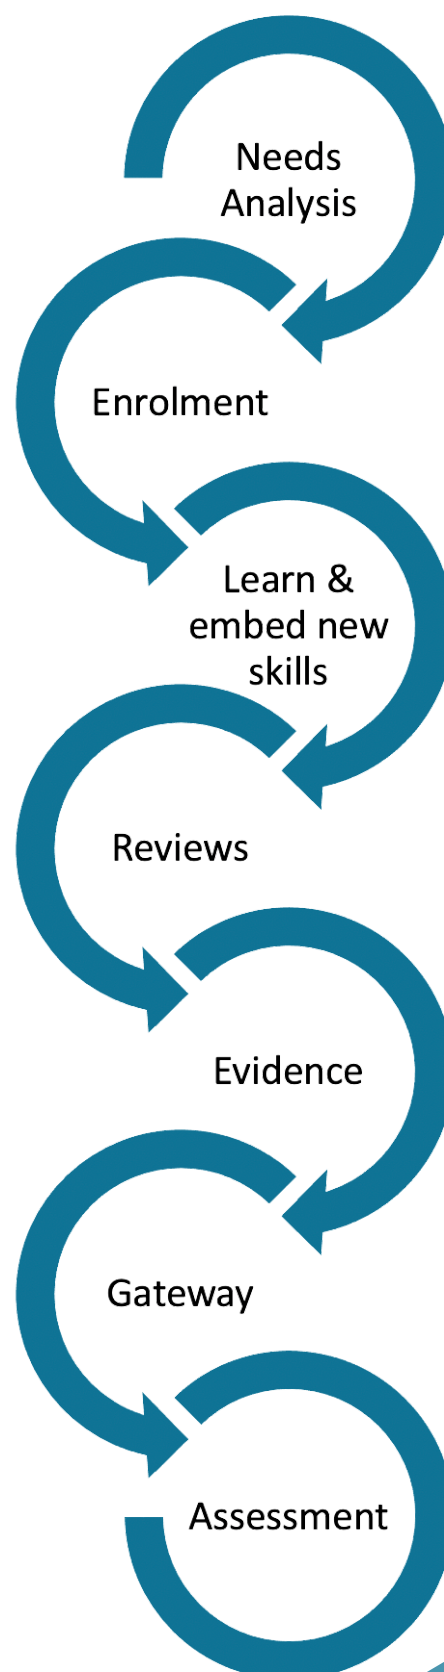 Needs
Analysis
Enrolment
Learn &
embed new
skills
Reviews
Evidence
Gateway
Assessment